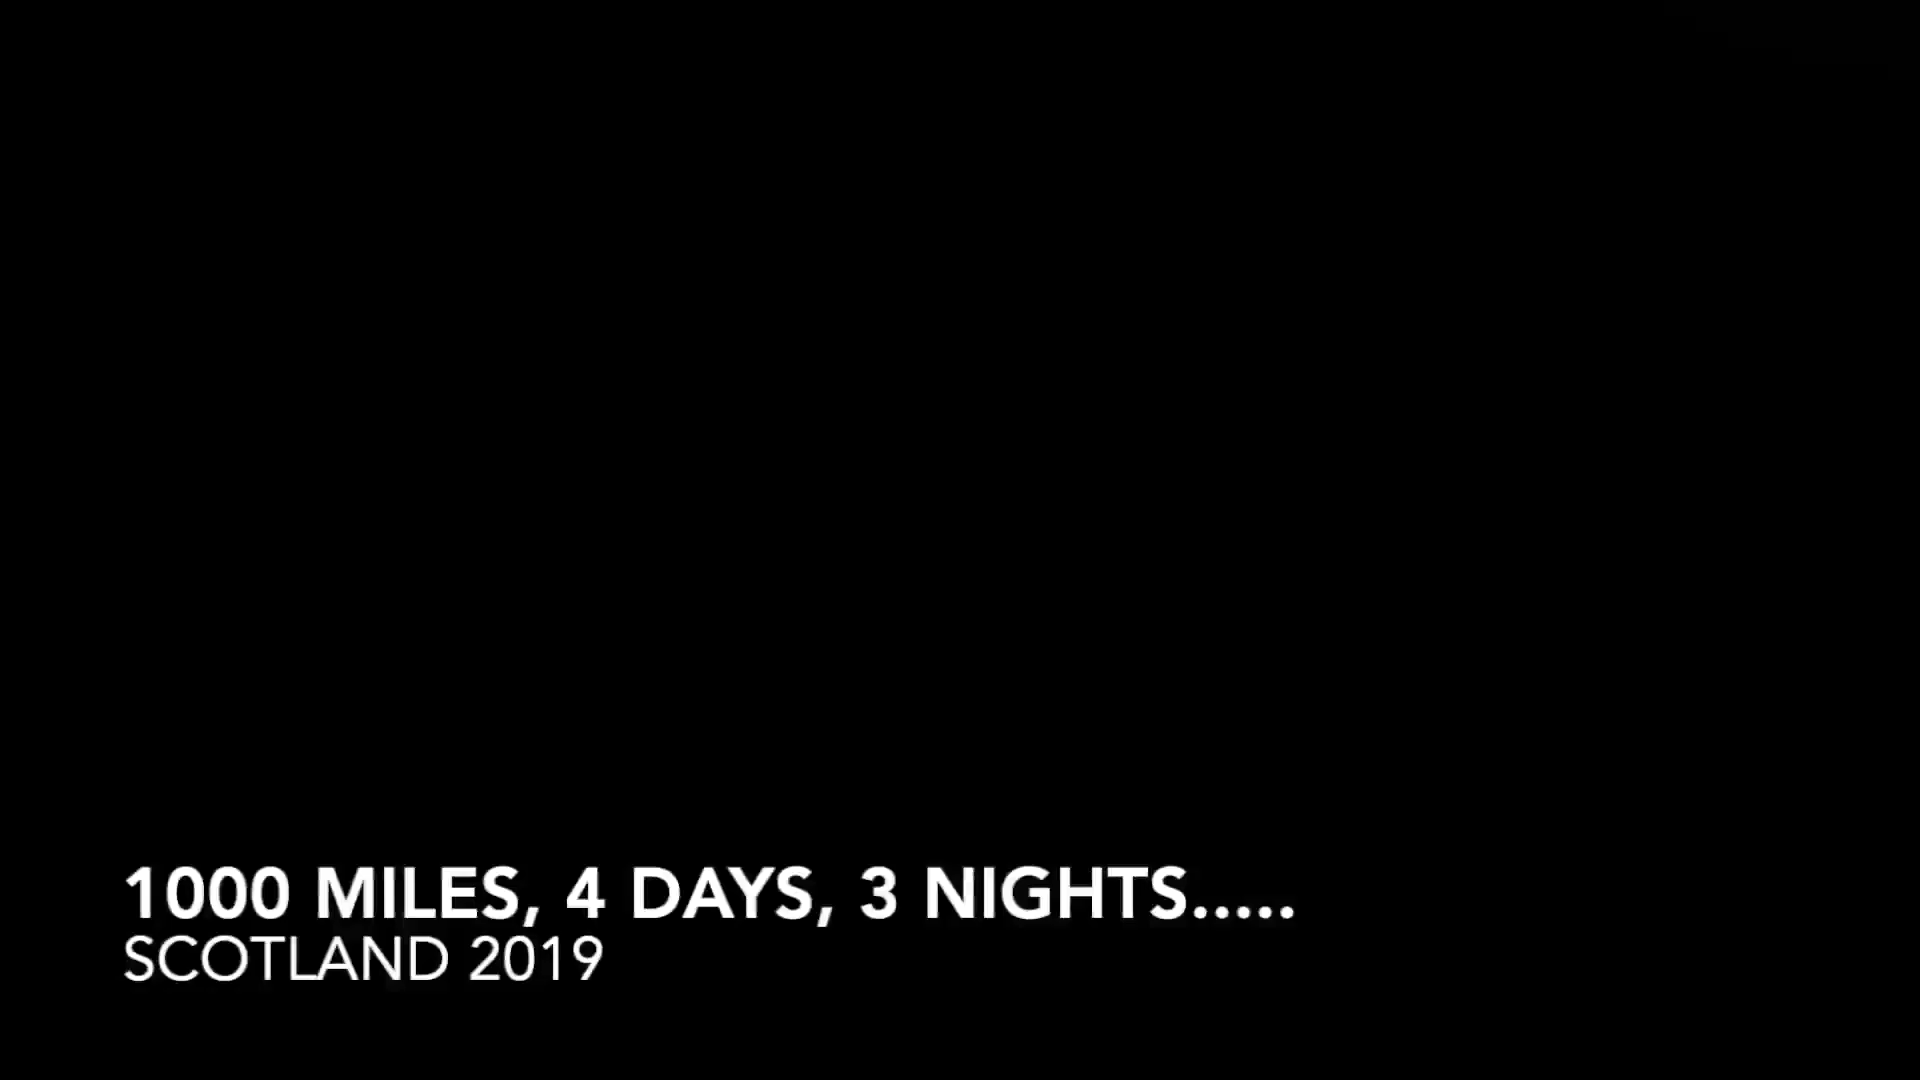 1000 MILES, 4 DAYS, 3 NIGHTS.....
SCOTLAND 2019